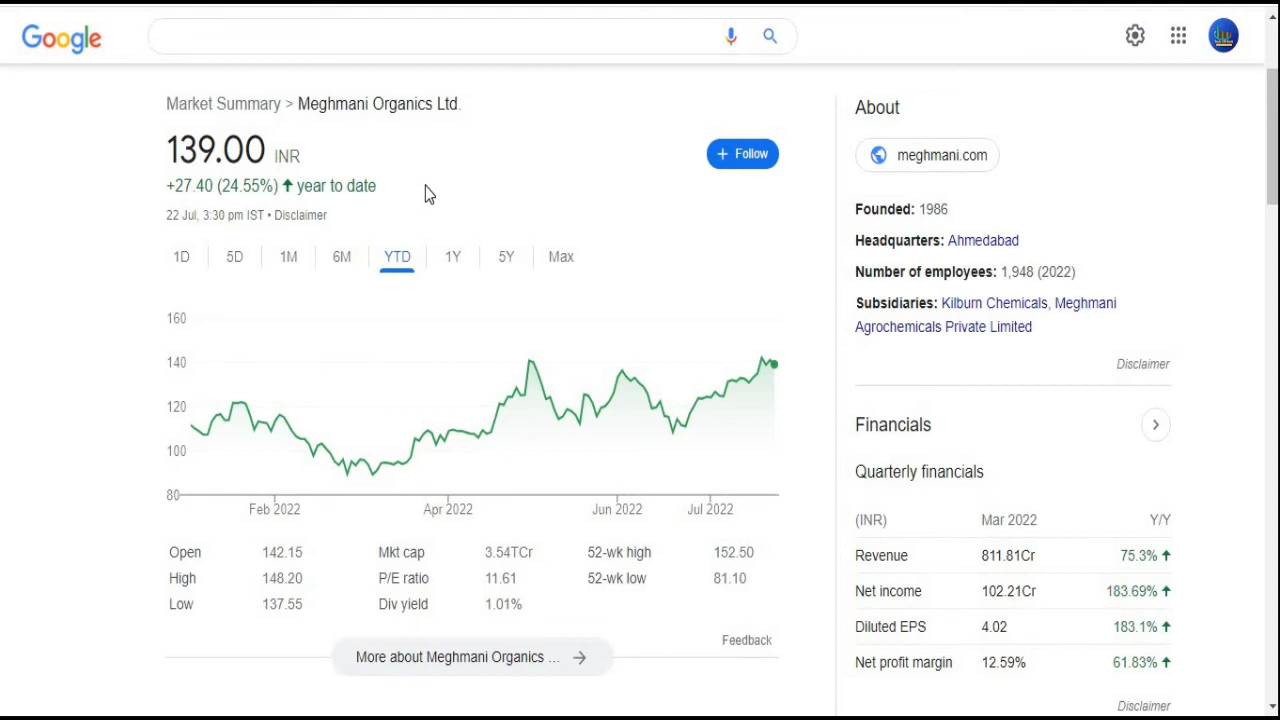 Google
Market Summary > Meghmani Organics Ltd.
139.00 INR
+ Follow
+27.40 (24.55%) ↑ year to date
22 Jul, 3:30 pm IST • Disclaimer
1D 5D 1M 6M YTD 1Y 5Y Max
160
140
120
100
80
Feb 2022 Apr 2022 Jun 2022 Jul 2022
Open 142.15 Mkt cap 3.54TCr 52-wk high 152.50
High 148.20 P/E ratio 11.61 52-wk low 81.10
Low 137.55 Div yield 1.01%
Feedback
More about Meghmani Organics ... →
About
meghmani.com
Founded: 1986
Headquarters: Ahmedabad
Number of employees: 1,948 (2022)
Subsidiaries: Kilburn Chemicals, Meghmani
Agrochemicals Private Limited
Disclaimer
Financials
Quarterly financials
(INR) Mar 2022 Y/Y
Revenue 811.81Cr 75.3% ↑
Net income 102.21Cr 183.69% ↑
Diluted EPS 4.02 183.1% ↑
Net profit margin 12.59% 61.83% ↑
Disclaimer